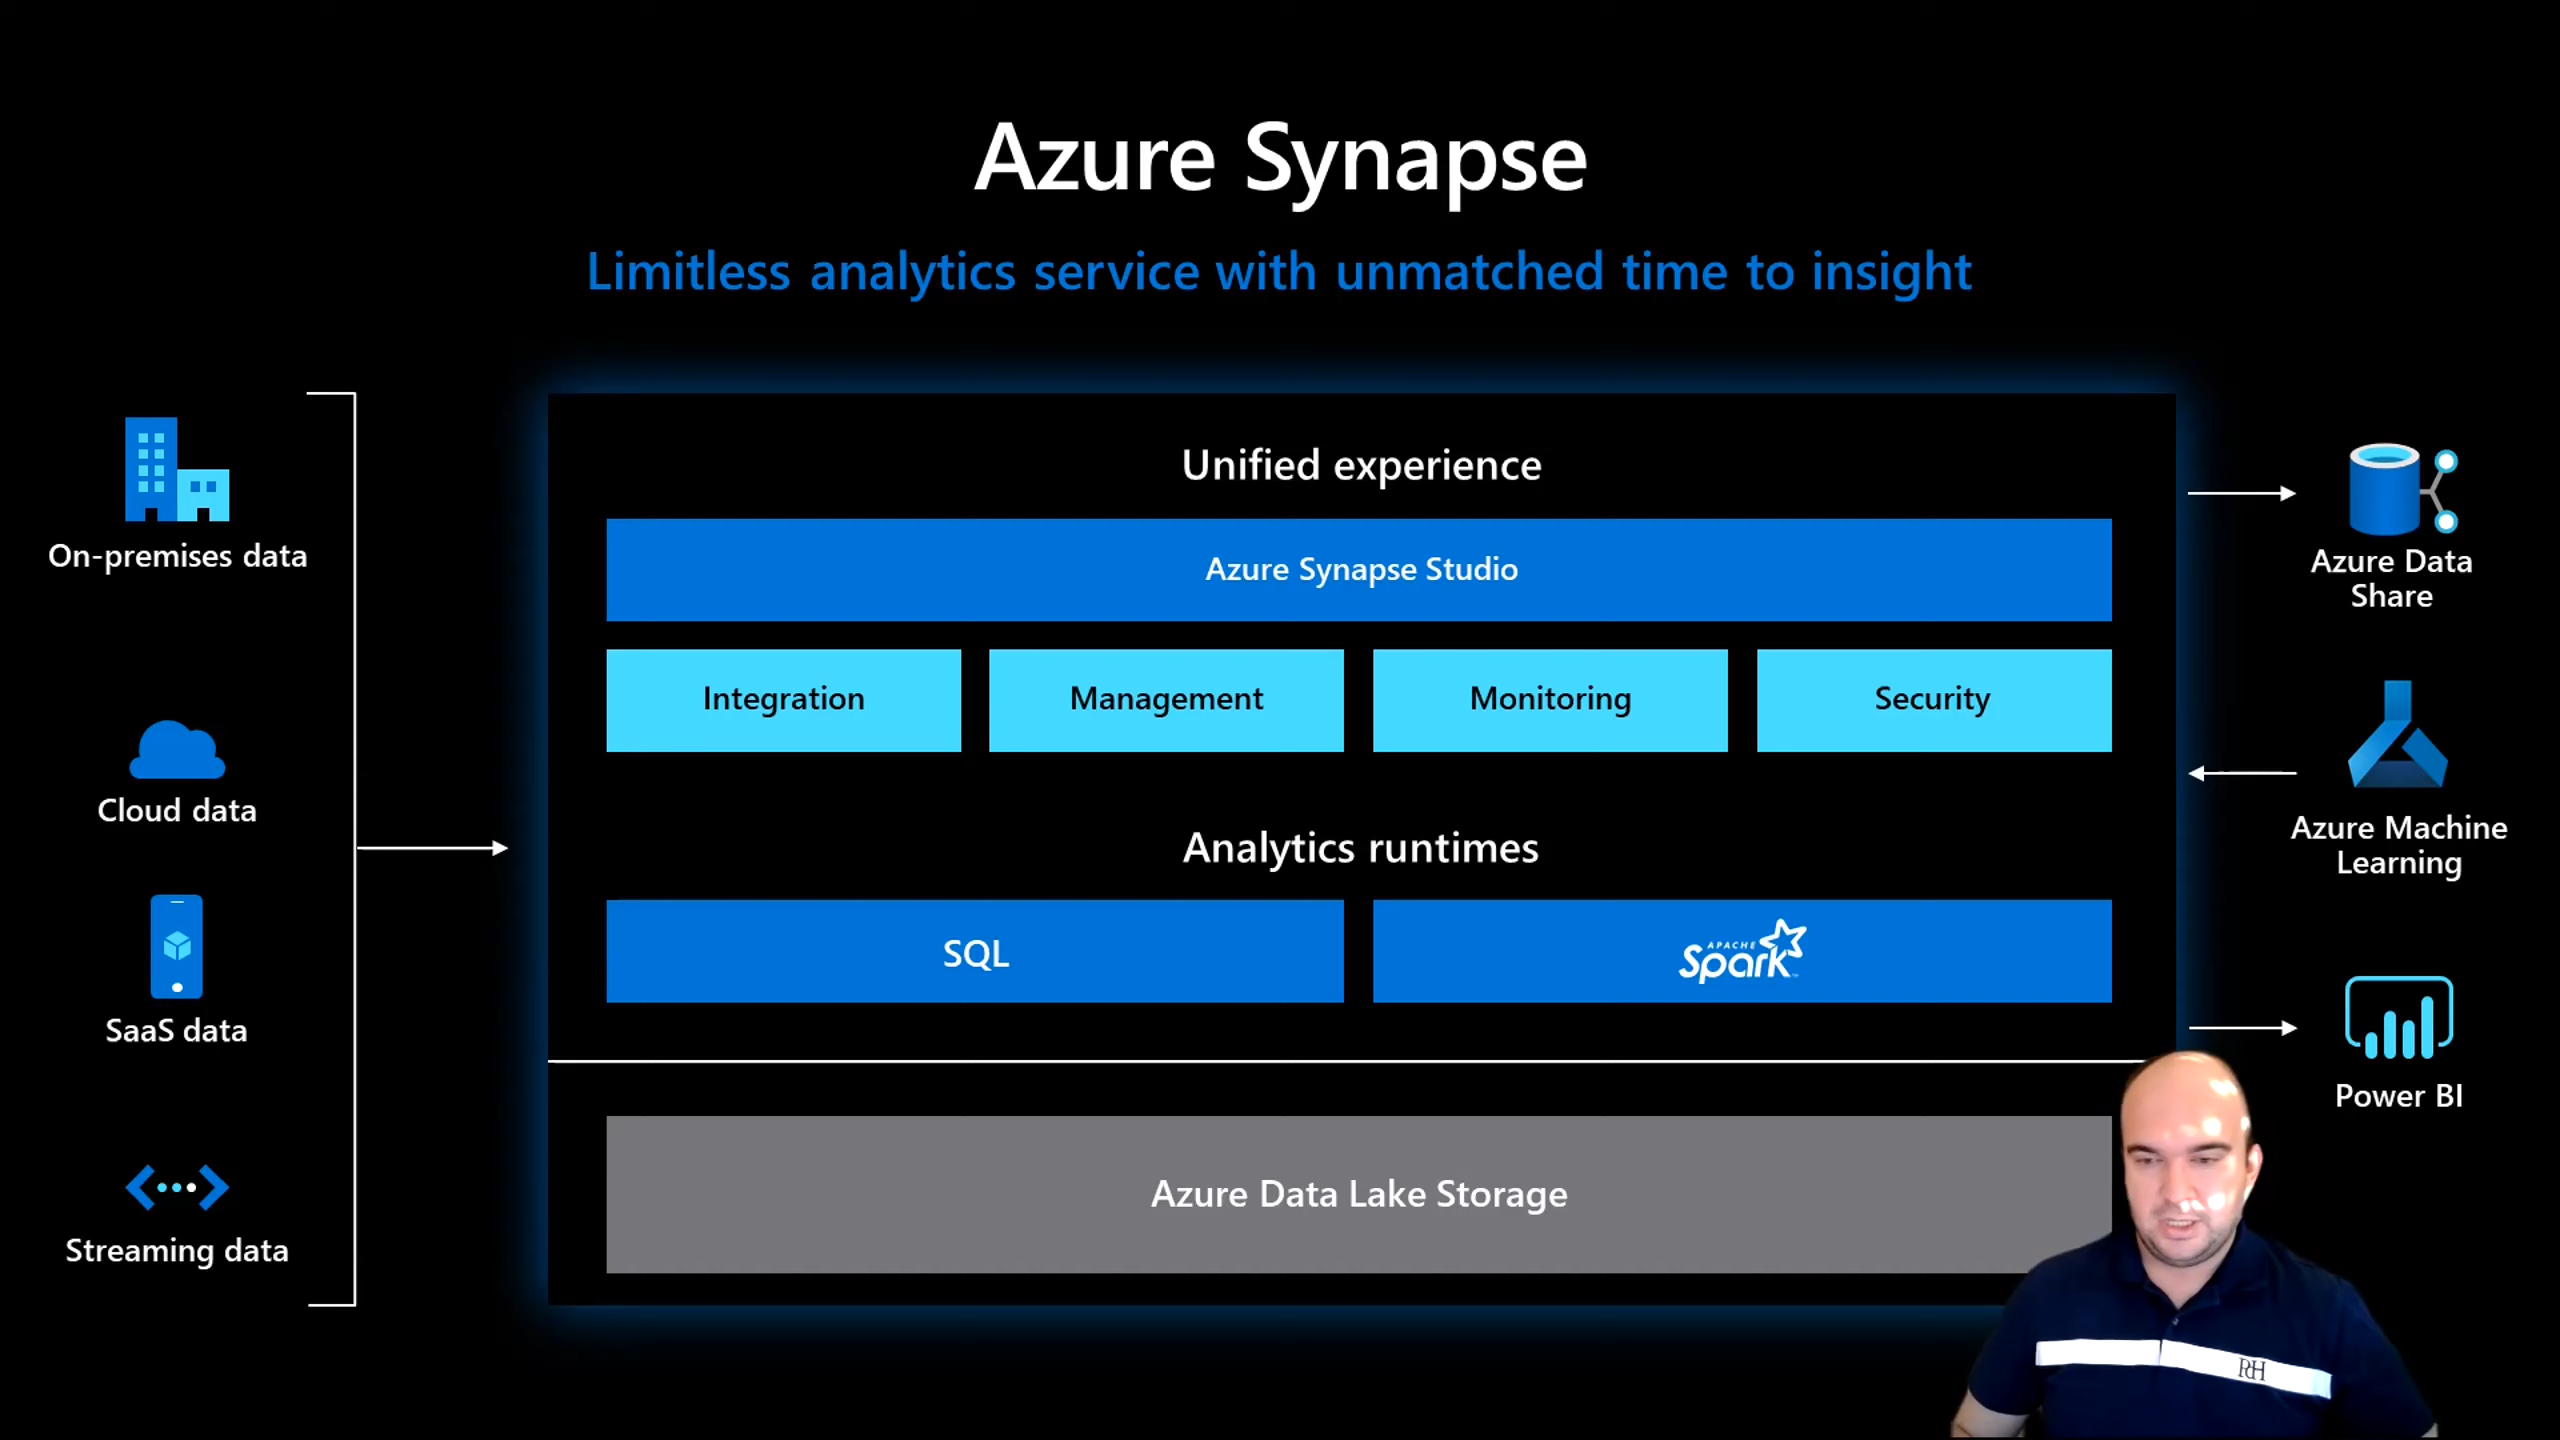 Azure Synapse
Limitless analytics service with unmatched time to insight
On-premises data
Cloud data
SaaS data
Streaming data
Unified experience
Azure Synapse Studio
Integration
Management
Monitoring
Security
Analytics runtimes
SQL
APACHE
Spark™
Azure Data Lake Storage
Azure Data
Share
Azure Machine
Learning
Power BI
PdH